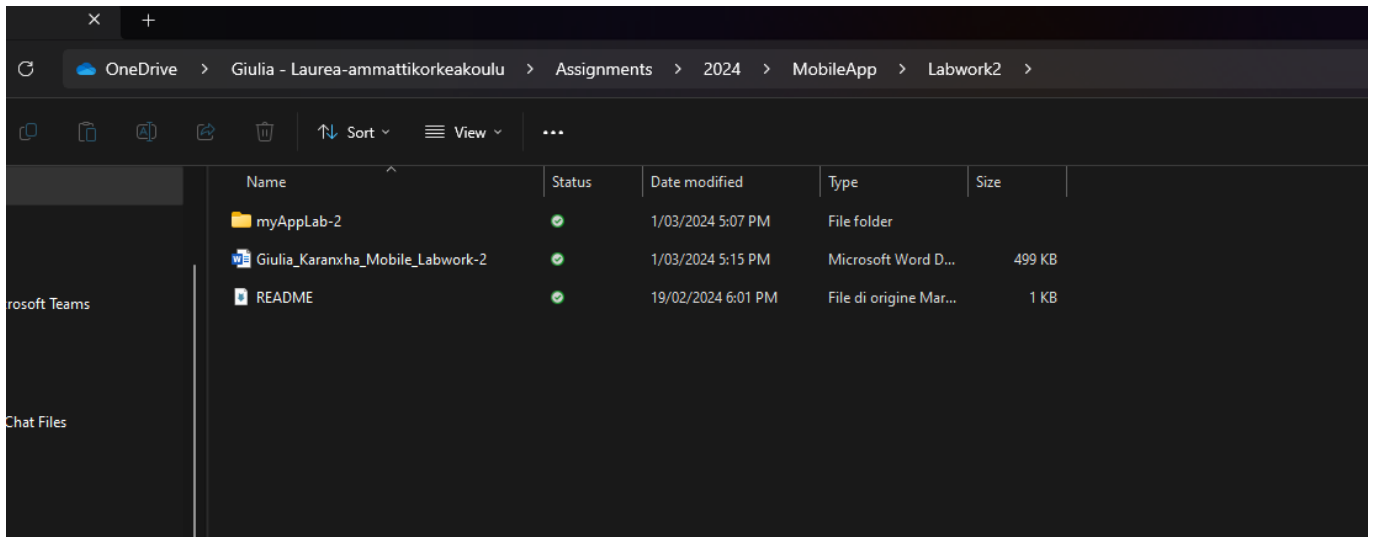 OneDrive > Giulia - Laurea-ammattikorkeakoulu > Assignments > 2024 > MobileApp > Labwork2 >
Sort View ...
Name Status Date modified Type Size
myAppLab-2 1/03/2024 5:07 PM File folder
Giulia_Karanxha_Mobile_Labwork-2 1/03/2024 5:15 PM Microsoft Word D... 499 KB
README 19/02/2024 6:01 PM File di origine Mar... 1 KB
rosoft Teams
Chat Files